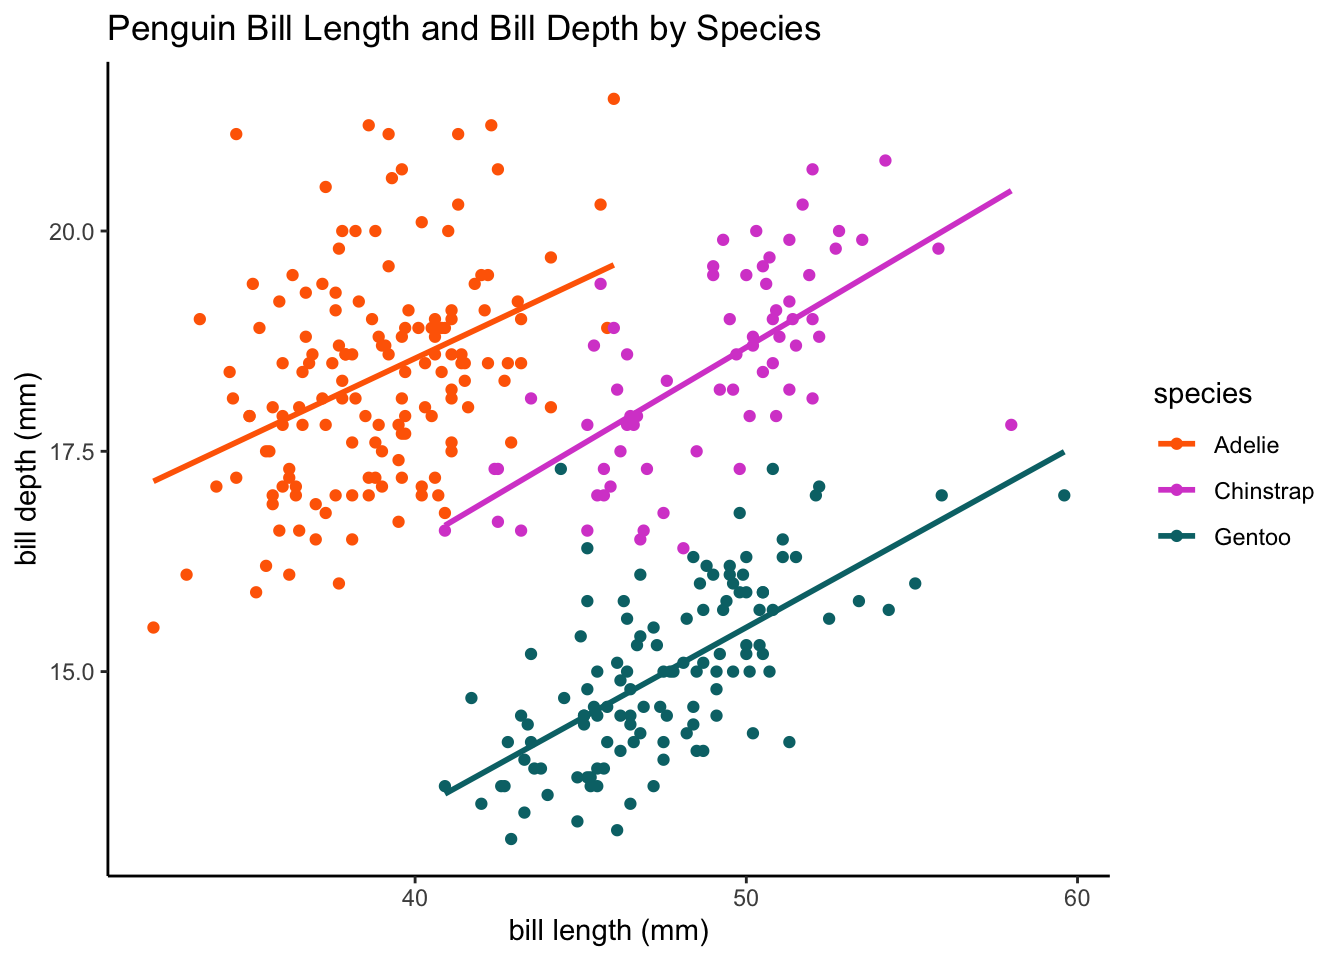 Penguin Bill Length and Bill Depth by Species
20.0
17.5
15.0
bill depth (mm)
40
50
60
bill length (mm)
species
Adelie
Chinstrap
Gentoo